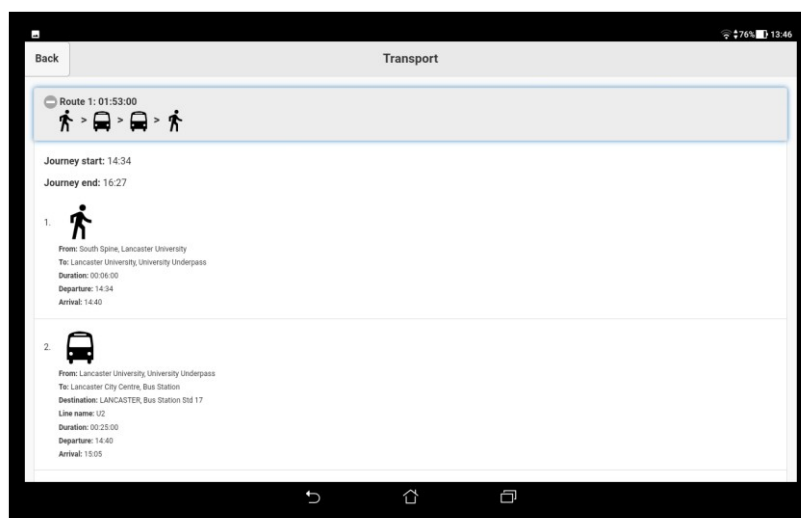 76% 13:46
Back
Transport
Route 1: 01:53:00
> > >
Journey start: 14:34
Journey end: 16:27
1.
From: South Spine, Lancaster University
To: Lancaster University, University Underpass
Duration: 00:06:00
Departure: 14:34
Arrival: 14:40
2.
From: Lancaster University, University Underpass
To: Lancaster City Centre, Bus Station
Destination: LANCASTER, Bus Station Std 17
Line name: U2
Duration: 00:25:00
Departure: 14:40
Arrival: 15:05